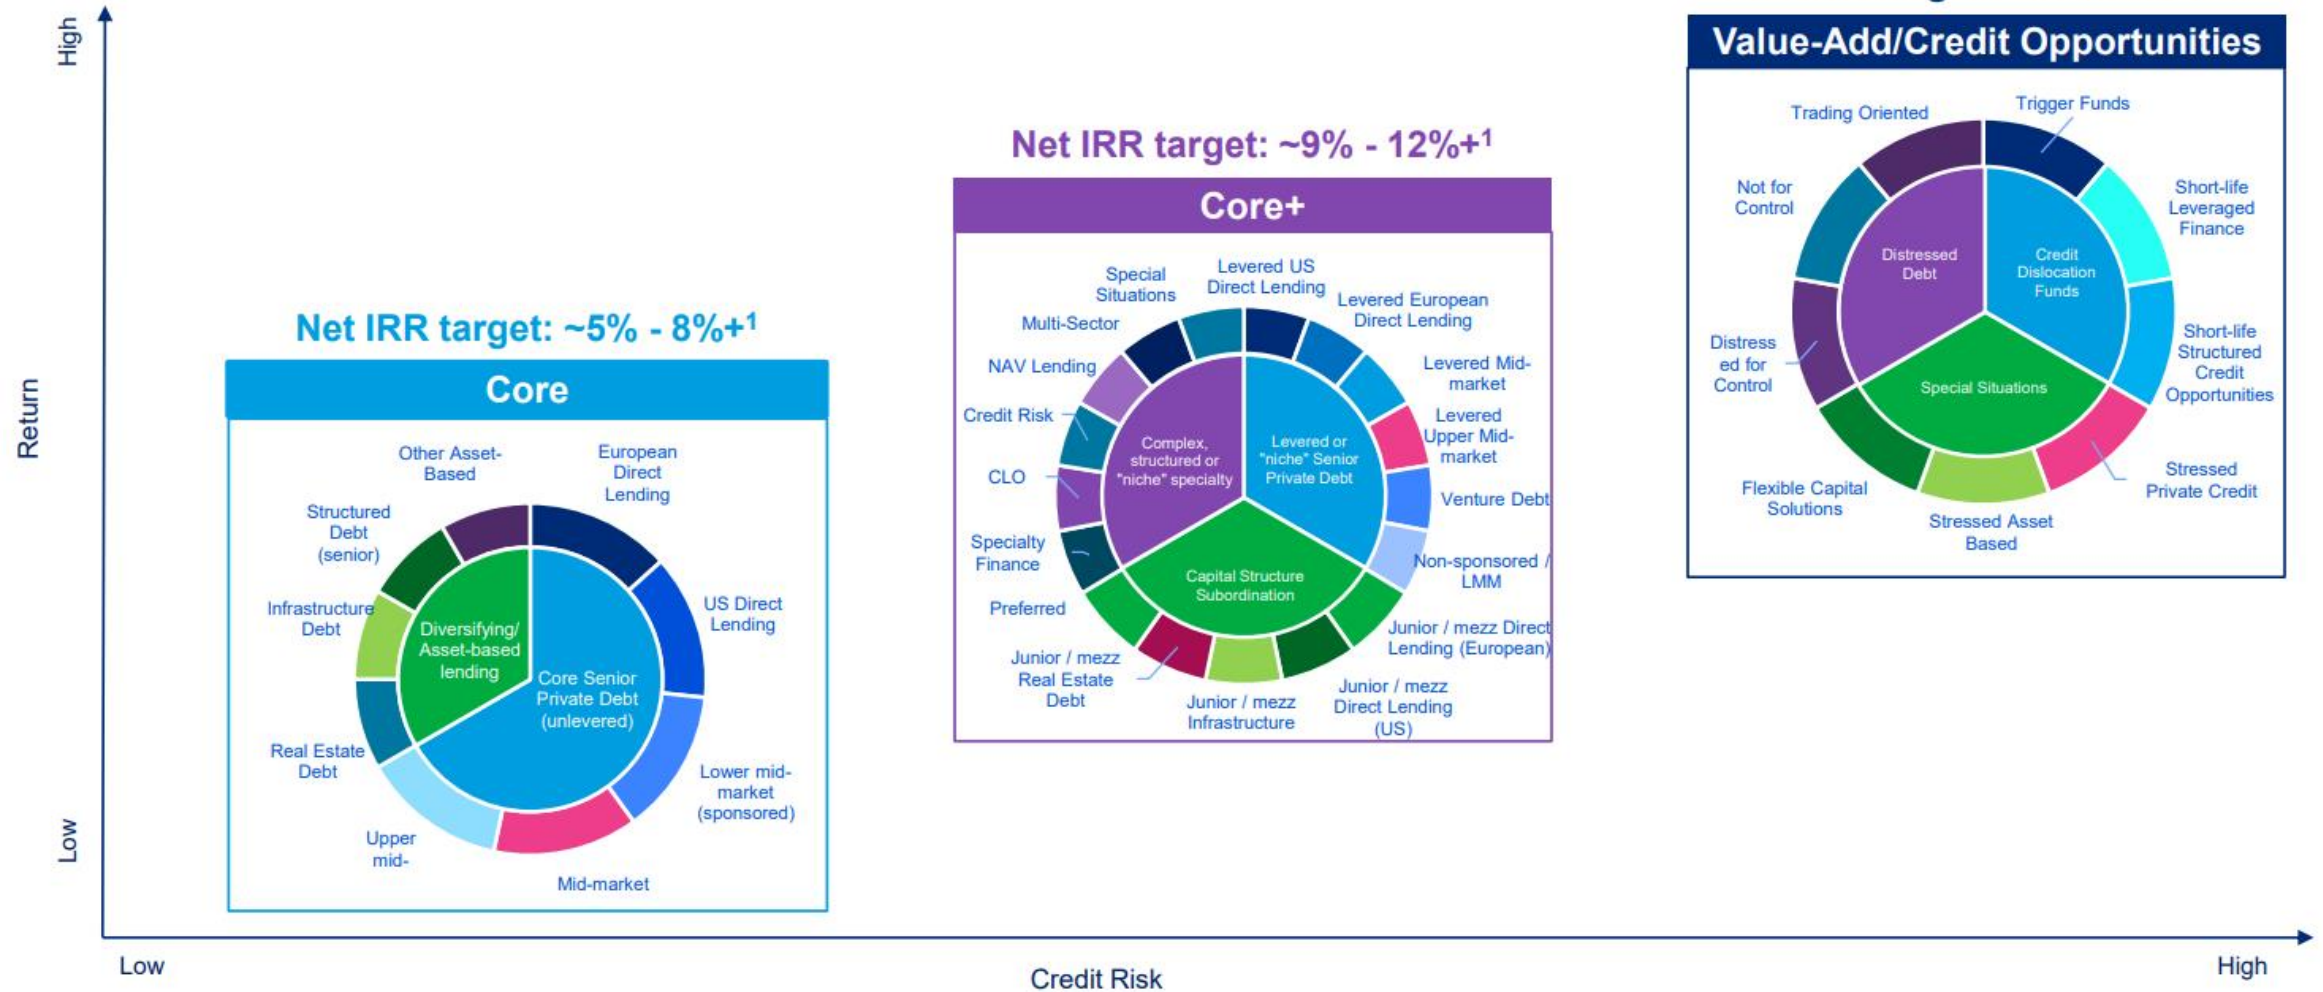 High
Return
Low
Low
Credit Risk
High
Net IRR target: ~5% - 8%+1
Core
Other Asset-
Based
European
Direct
Lending
Structured
Debt
(senior)
Infrastructure
Debt
US Direct
Lending
Diversifying/
Asset-based
lending
Core Senior
Private Debt
(unlevered)
Real Estate
Debt
Lower mid-
market
(sponsored)
Upper
mid-
Mid-market
Net IRR target: ~9% - 12%+1
Core+
Special
Situations
Levered US
Direct Lending
Levered European
Direct Lending
Multi-Sector
NAV Lending
Levered Mid-
market
Credit Risk
Levered
Upper Mid-
market
Complex,
structured or
"niche" specialty
Levered or
"niche" Senior
Private Debt
CLO
Venture Debt
Specialty
Finance
Non-sponsored /
LMM
Capital Structure
Subordination
Preferred
Junior / mezz Direct
Lending (European)
Junior / mezz
Real Estate
Debt
Junior / mezz
Infrastructure
Junior / mezz
Direct Lending
(US)
Value-Add/Credit Opportunities
Trading Oriented
Trigger Funds
Not for
Control
Short-life
Leveraged
Finance
Distressed
Debt
Credit
Dislocation
Funds
Distress
ed for
Control
Short-life
Structured
Credit
Opportunities
Special Situations
Flexible Capital
Solutions
Stressed Asset
Based
Stressed
Private Credit